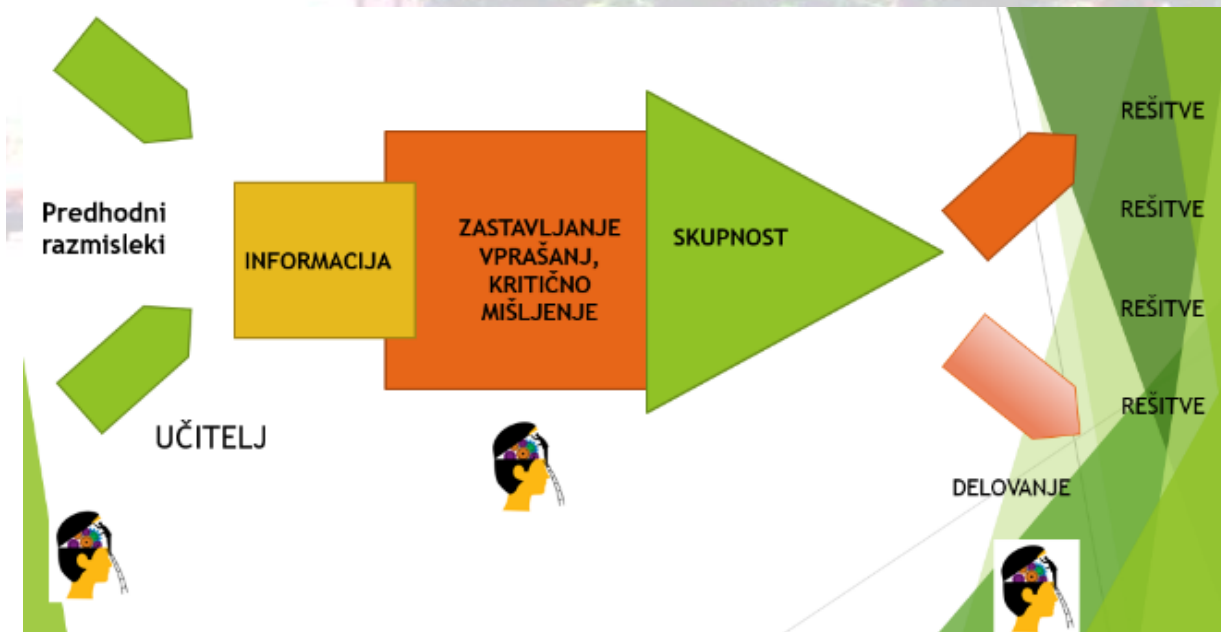 Predhodni
razmisleki
UČITELJ
INFORMACIJA
ZASTAVLJANJE
VPRAŠANJ,
KRITIČNO
MIŠLJENJE
SKUPNOST
REŠITVE
REŠITVE
REŠITVE
REŠITVE
DELOVANJE